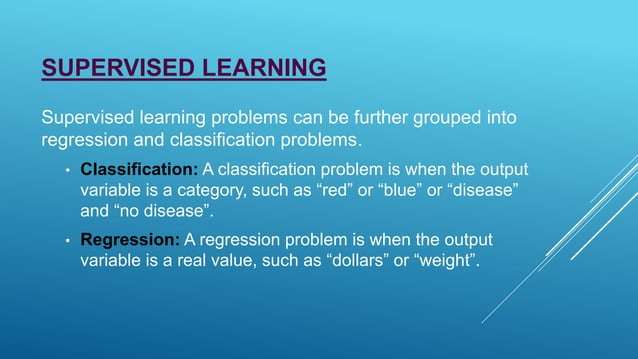 SUPERVISED LEARNING
Supervised learning problems can be further grouped into
regression and classification problems.
• Classification: A classification problem is when the output
variable is a category, such as “red” or “blue” or “disease”
and “no disease”.
• Regression: A regression problem is when the output
variable is a real value, such as “dollars” or “weight”.